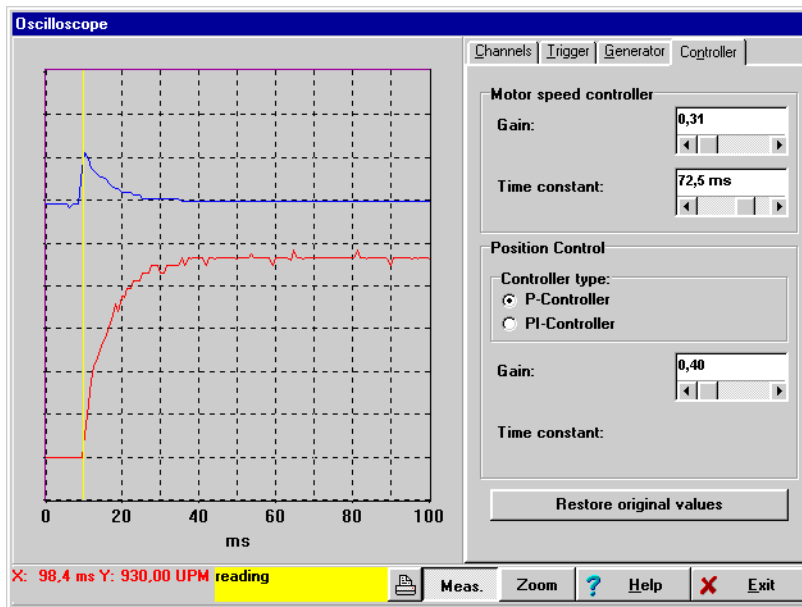 Oscilloscope
Channels Trigger Generator Controller
Motor speed controller
Gain:
0,31
Time constant:
72,5 ms
Position Control
Controller type:
P-Controller
PI-Controller
Gain:
0,40
Time constant:
Restore original values
0 20 40 60 80 100
ms
X: 98,4 ms Y: 930,00 UPM reading
Meas. Zoom ? Help Exit